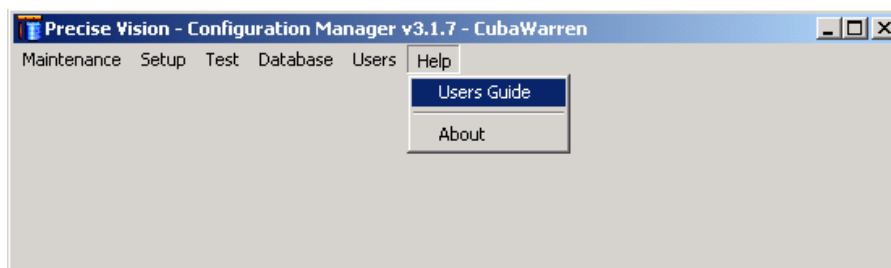 Precise Vision - Configuration Manager v3.1.7 - CubaWarren
Maintenance Setup Test Database Users Help
Users Guide
About